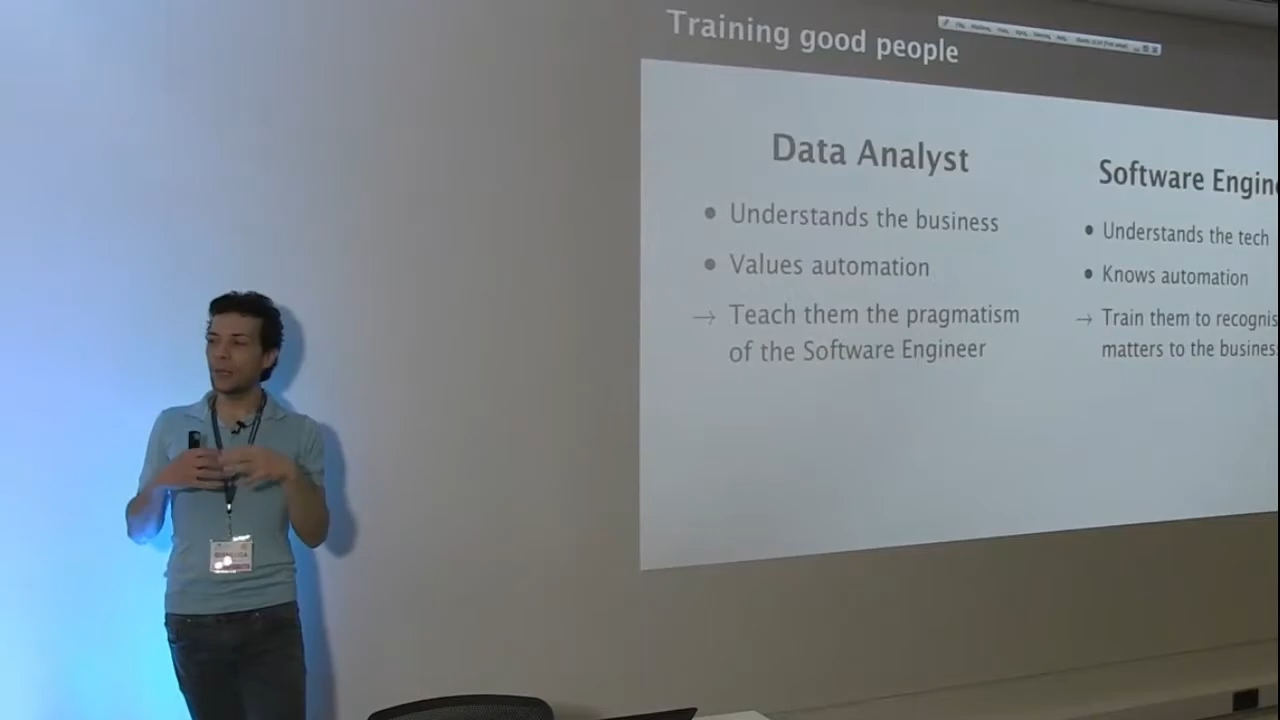 Training good people
Data Analyst
• Understands the business
• Values automation
→ Teach them the pragmatism
of the Software Engineer
Software Engine
• Understands the tech
• Knows automation
→ Train them to recognis
matters to the business